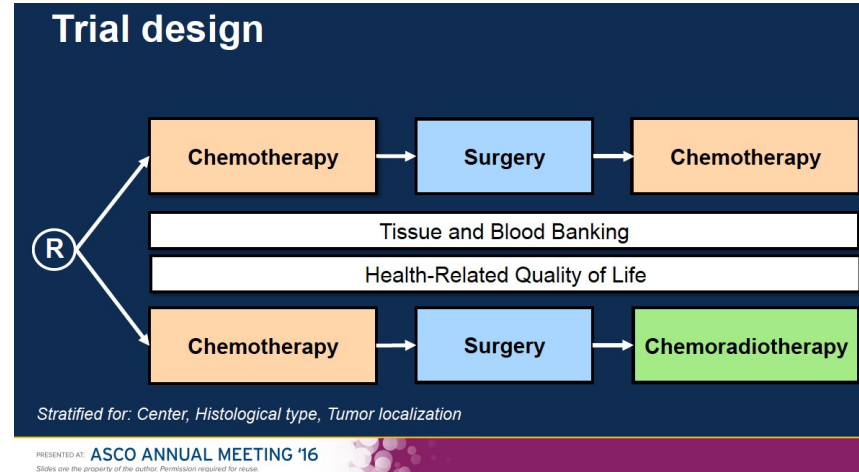 Trial design
Chemotherapy
Surgery
Chemotherapy
R
Tissue and Blood Banking
Health-Related Quality of Life
Chemotherapy
Surgery
Chemoradiotherapy
Stratified for: Center, Histological type, Tumor localization
PRESENTED AT: ASCO ANNUAL MEETING '16
Slides are the property of the author. Permission required for reuse.